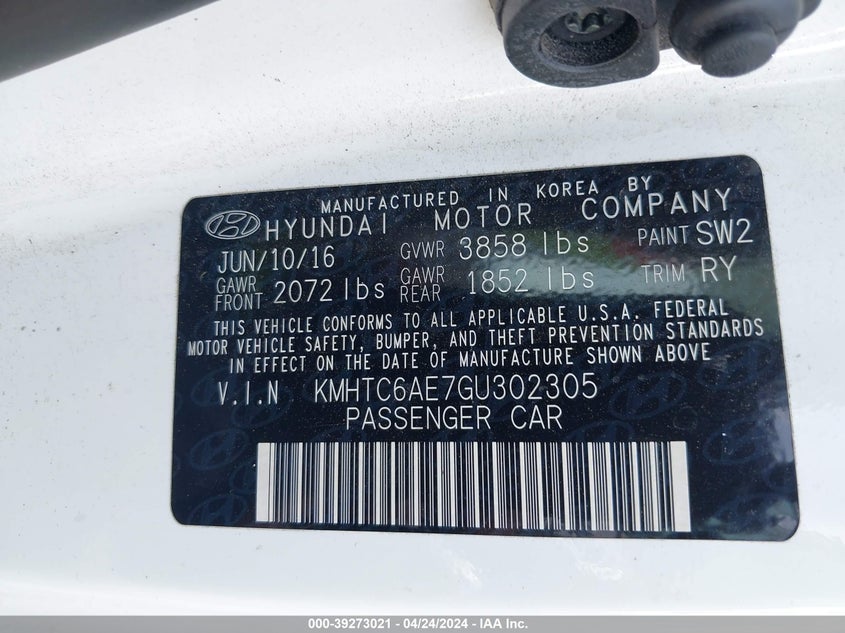 MANUFACTURED IN KOREA BY
HYUNDAI MOTOR COMPANY
JUN/10/16 GVWR 3858 lbs PAINT SW2
GAWR FRONT 2072 lbs GAWR REAR 1852 lbs TRIM RY
THIS VEHICLE CONFORMS TO ALL APPLICABLE U.S.A. FEDERAL
MOTOR VEHICLE SAFETY, BUMPER, AND THEFT PREVENTION STANDARDS
IN EFFECT ON THE DATE OF MANUFACTURE SHOWN ABOVE
V.I.N KMHTC6AE7GU302305
PASSENGER CAR
000-39273021 - 04/24/2024 - IAA Inc.